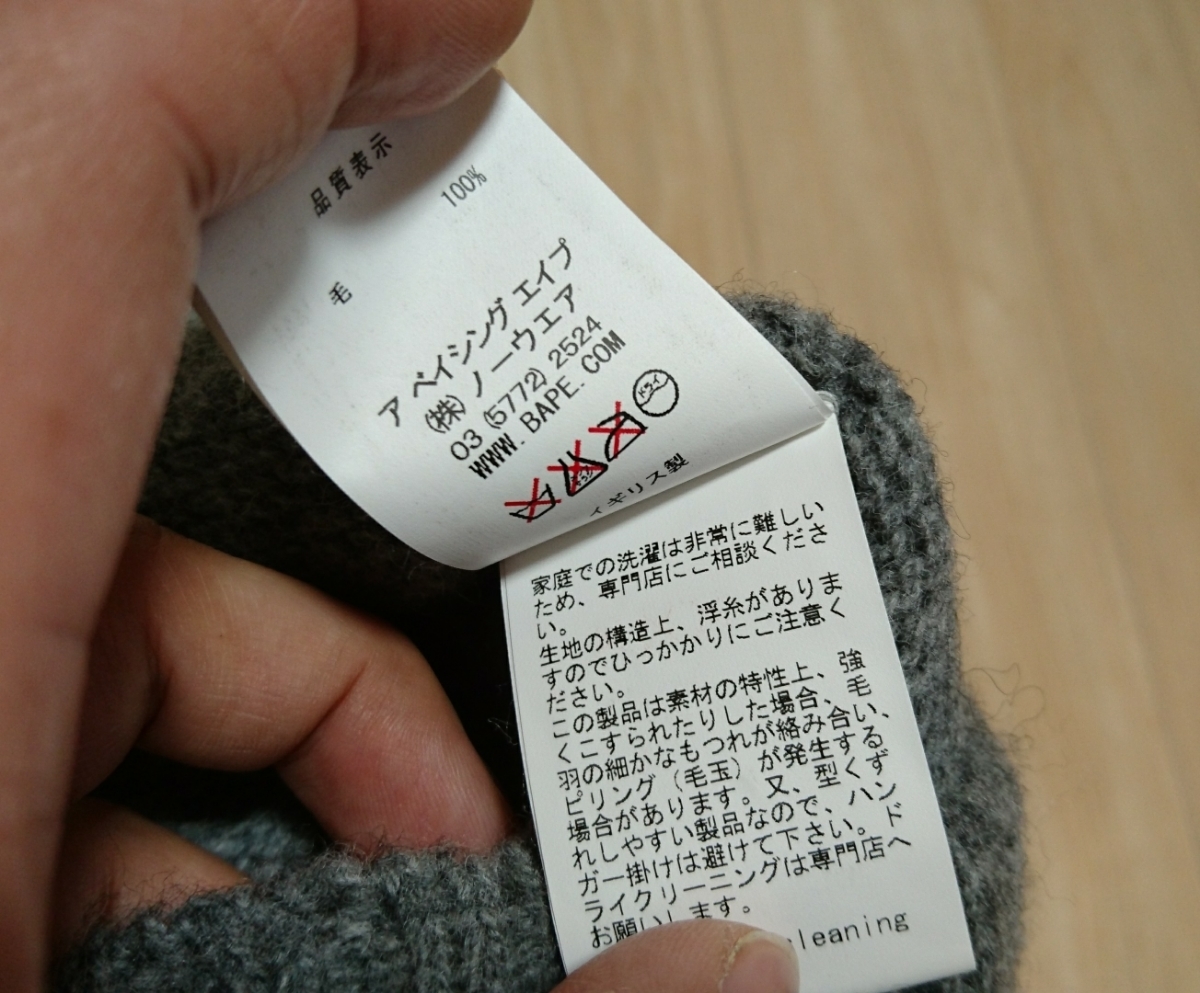 品質表示
毛 100%
ア ベイシング エイプ
(株) ノーウエア
03 (5772) 2524
WWW. BAPE. COM
ドライ
イギリス製
家庭での洗濯は非常に難しい
ため、専門店にご相談くださ
い。
生地の構造上、浮糸がありま
すのでひっかかりにご注意く
ださい。
この製品は素材の特性上、強
くこすられたりした場合、毛
羽の細かなもつれが絡み合い、
ピリング(毛玉)が発生する
場合があります。又、型くず
れしやすい製品なので、ハン
ガー掛けは避けて下さい。ド
ライクリーニングは専門店へ
お願いします。